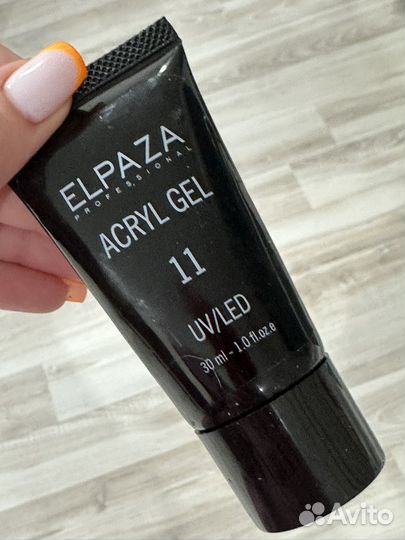 ELPAZA
PROFESSIONAL
ACRYL GEL
11
UV/LED
30 ml - 1.0 fl.oz.e
Avito